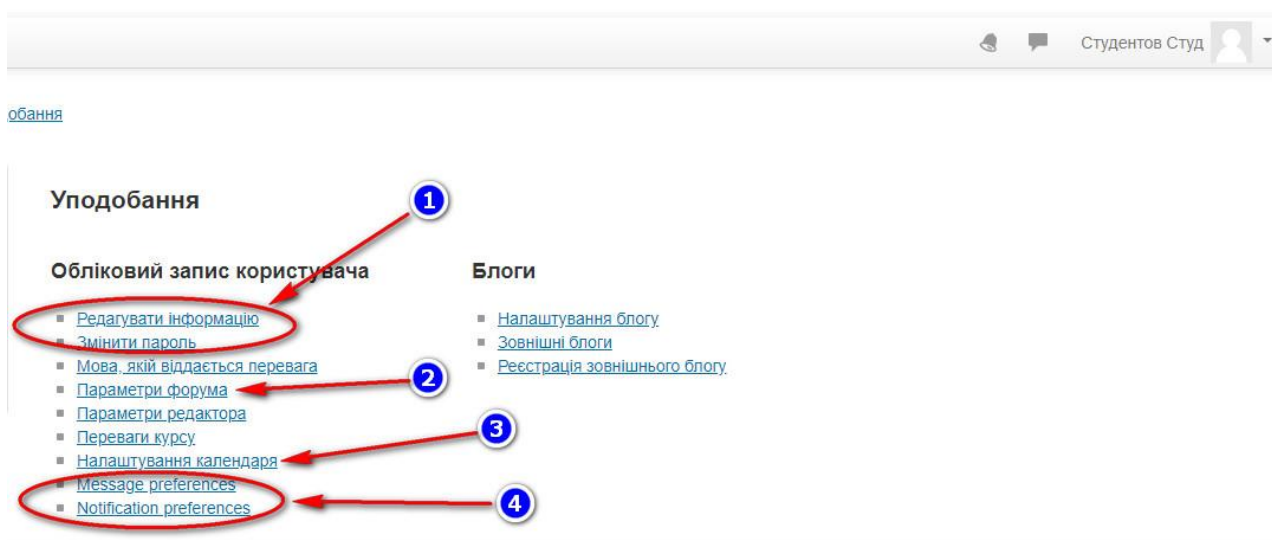 Студентов Студ
обання
Уподобання
1
Обліковий запис користувача
Блоги
Редагувати інформацію
Налаштування блогу
Змінити пароль
Зовнішні блоги
Мова, якій віддається перевага
Реєстрація зовнішнього блогу
2
Параметри форума
Параметри редактора
3
Переваги курсу
Налаштування календаря
Message preferences
4
Notification preferences